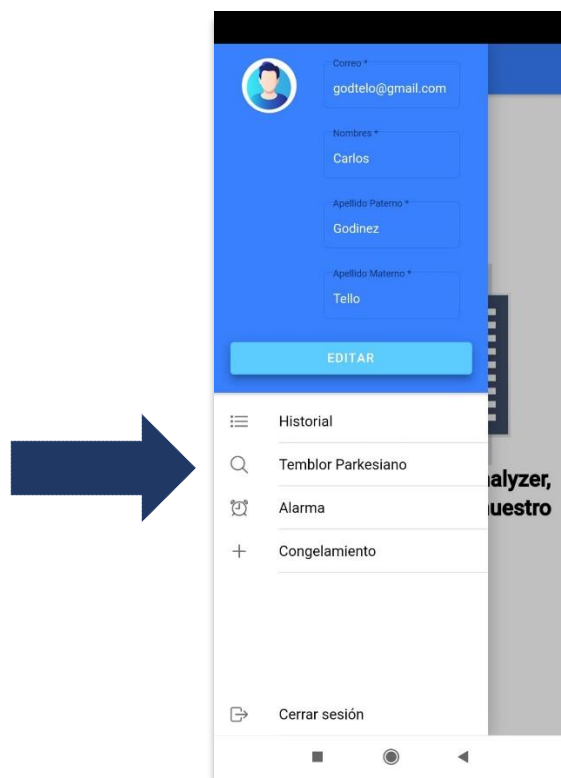 Correo *
godtelo@gmail.com
Nombres *
Carlos
Apellido Paterno *
Godinez
Apellido Materno *
Tello
EDITAR
Historial
Temblor Parkesiano
Alarma
Congelamiento
alyzer,
uestro
Cerrar sesión